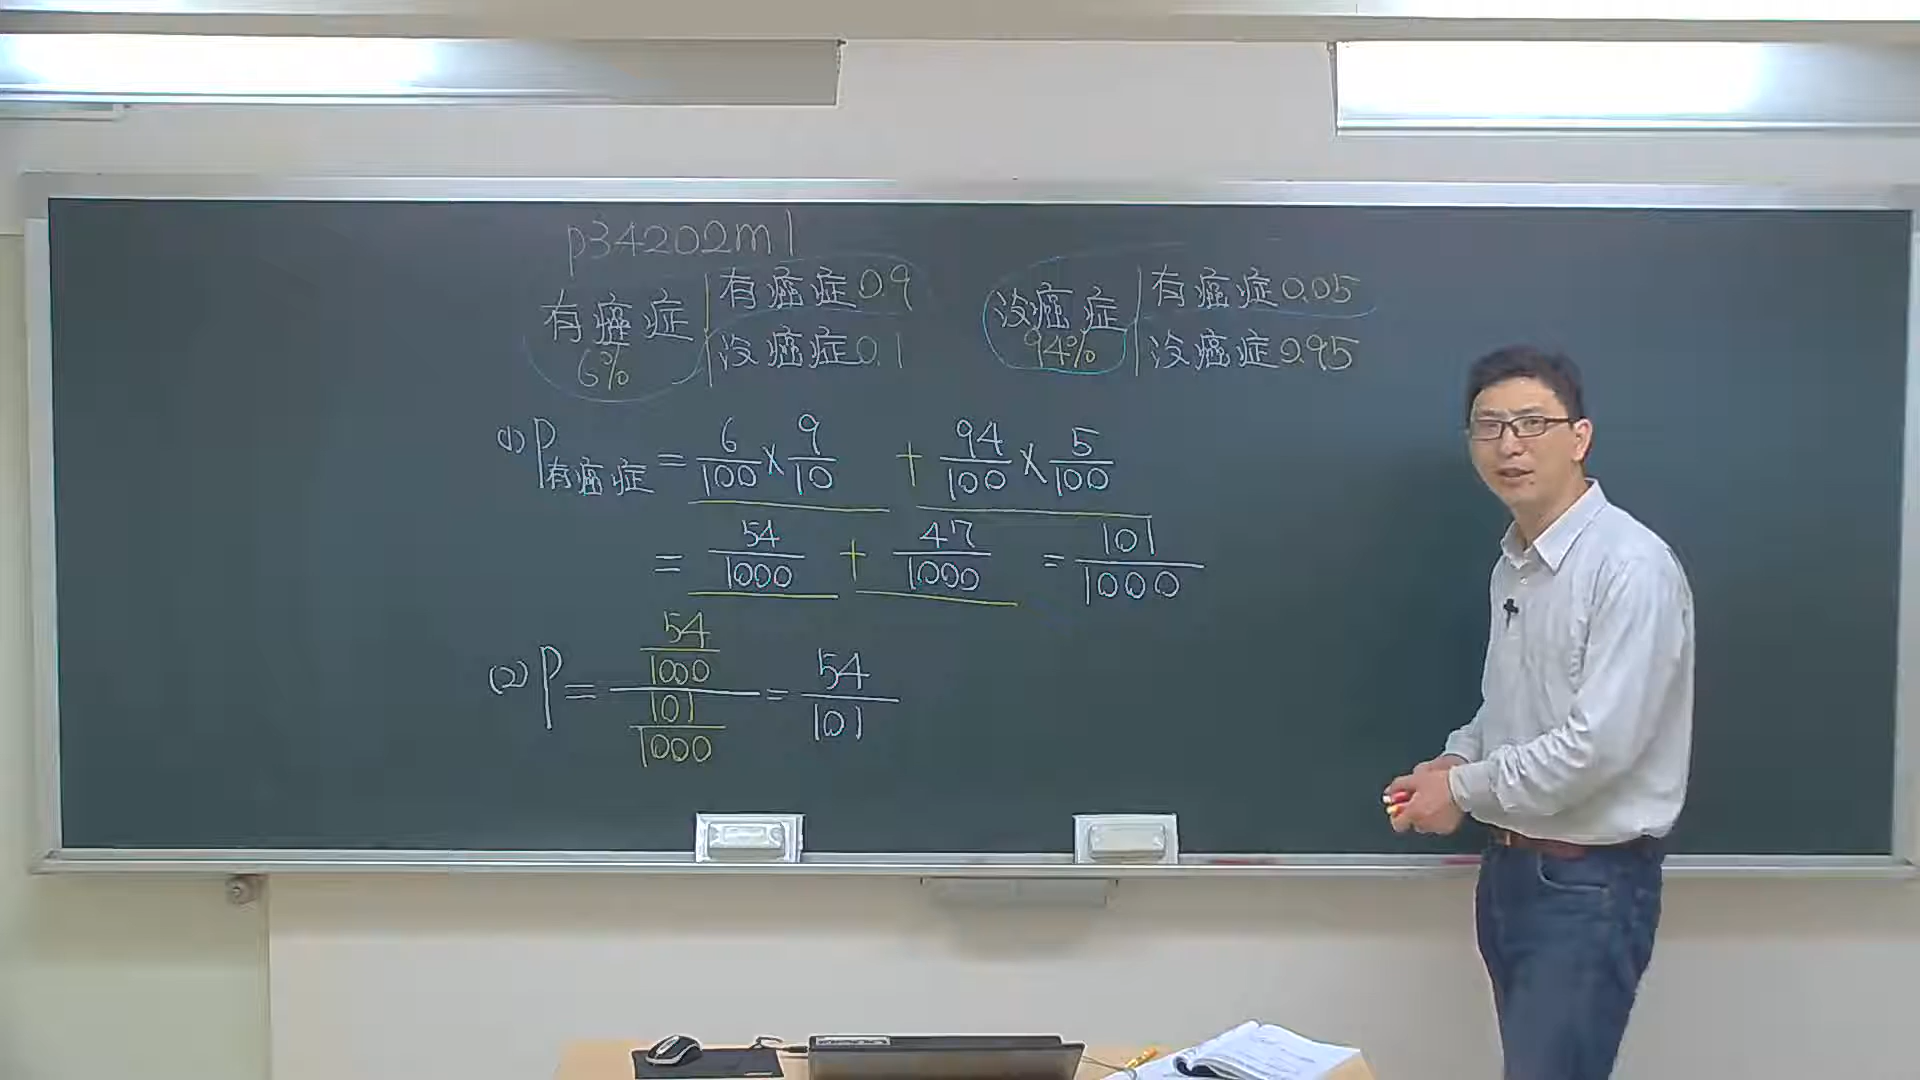 p34202m1
有癌症 6% 有癌症0.9
沒癌症0.1
沒癌症 94% 有癌症0.05
沒癌症0.95
(1) P有癌症 = 6/100 × 9/10 + 94/100 × 5/100
= 54/1000 + 47/1000 = 101/1000
(2) P = (54/1000)/(101/1000) = 54/101